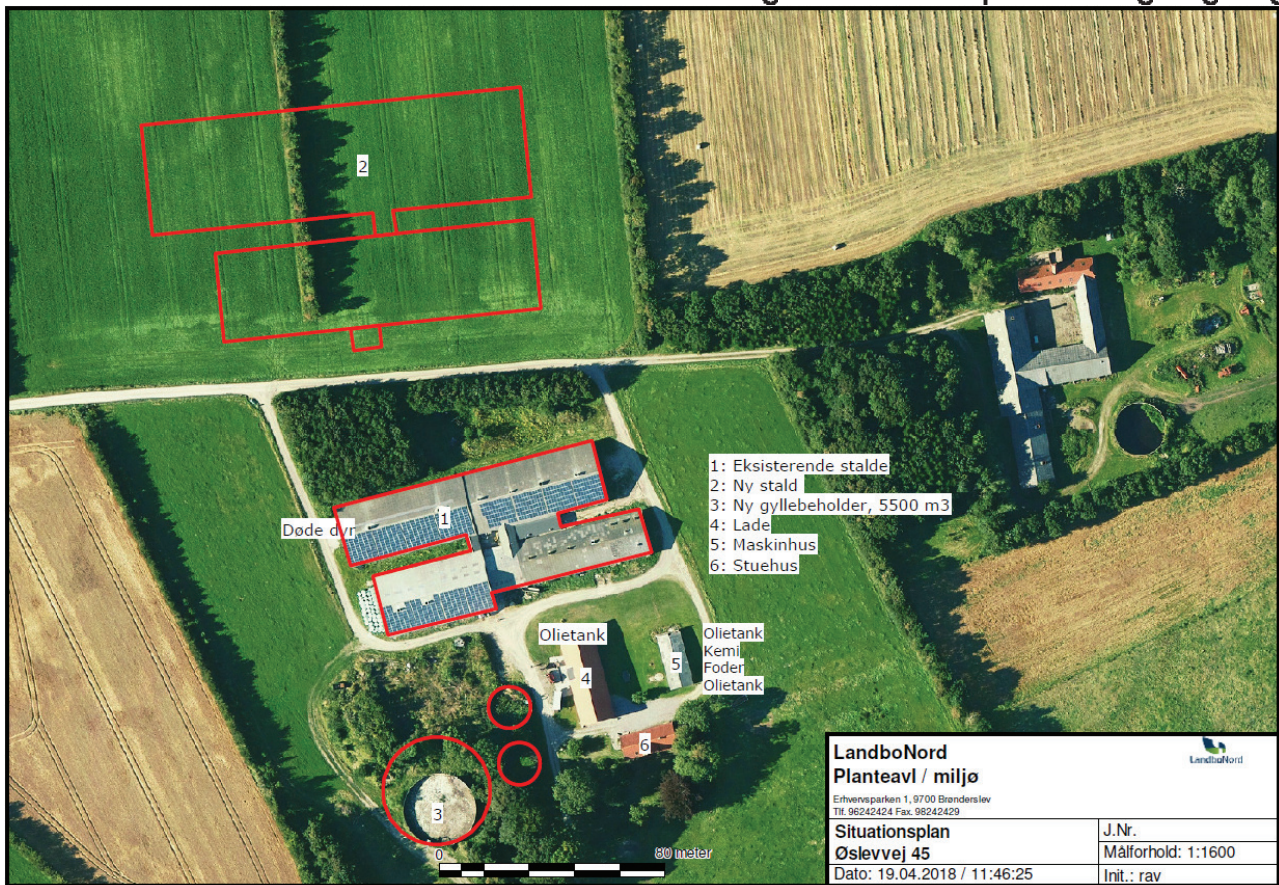 2
1: Eksisterende stalde
2: Ny stald
3: Ny gyllebeholder, 5500 m3
4: Lade
5: Maskinhus
6: Stuehus
1
Døde dyr
Olietank
4
5
Olietank
Kemi
Foder
Olietank
6
3
0
80 meter
LandboNord
Planteavl / miljø
Erhvervsparken 1, 9700 Brønderslev
Tlf. 96242424 Fax. 98242429
LandboNord
Situationsplan
Øslevvej 45
Dato: 19.04.2018 / 11:46:25
J.Nr.
Målforhold: 1:1600
Init.: rav